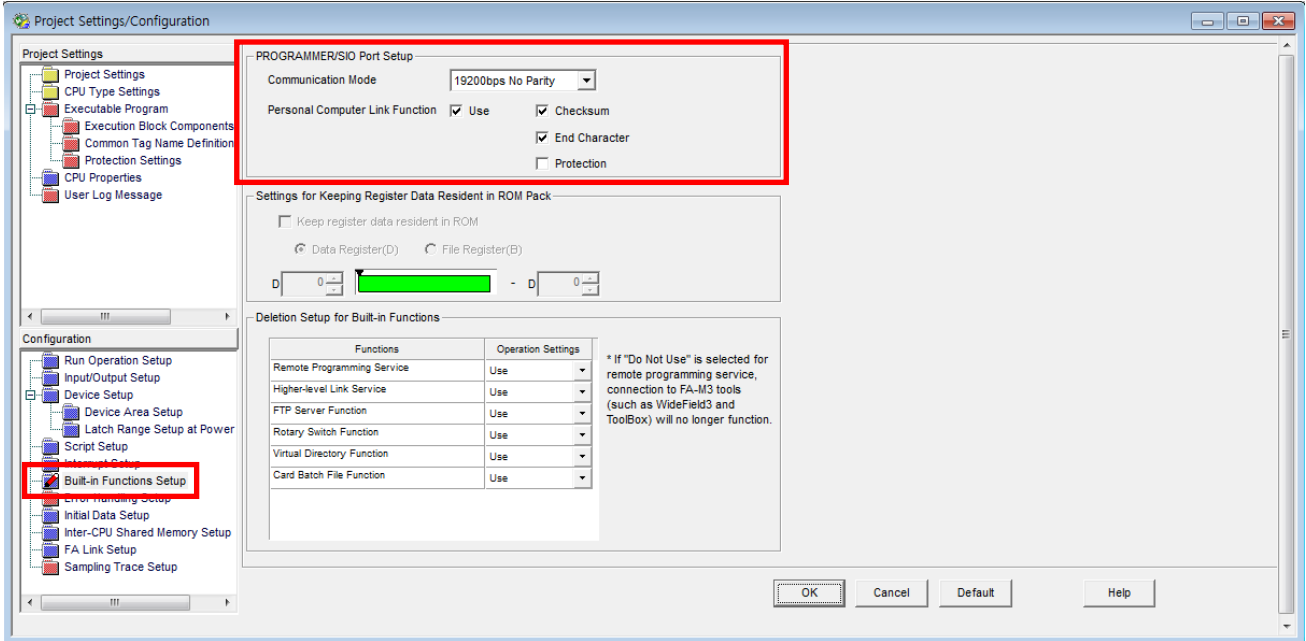 Project Settings/Configuration
Project Settings
Project Settings
CPU Type Settings
Executable Program
Execution Block Components
Common Tag Name Definition
Protection Settings
CPU Properties
User Log Message
Configuration
Run Operation Setup
Input/Output Setup
Device Setup
Device Area Setup
Latch Range Setup at Power
Script Setup
Interrupt Setup
Built-in Functions Setup
Error Handling Setup
Initial Data Setup
Inter-CPU Shared Memory Setup
FA Link Setup
Sampling Trace Setup
PROGRAMMER/SIO Port Setup
Communication Mode 19200bps No Parity
Personal Computer Link Function Use Checksum
End Character
Protection
Settings for Keeping Register Data Resident in ROM Pack
Keep register data resident in ROM
Data Register(D) File Register(B)
D 0 - D 0
Deletion Setup for Built-in Functions
Functions Operation Settings
Remote Programming Service Use
Higher-level Link Service Use
FTP Server Function Use
Rotary Switch Function Use
Virtual Directory Function Use
Card Batch File Function Use
* If "Do Not Use" is selected for
remote programming service,
connection to FA-M3 tools
(such as WideField3 and
ToolBox) will no longer function.
OK Cancel Default Help